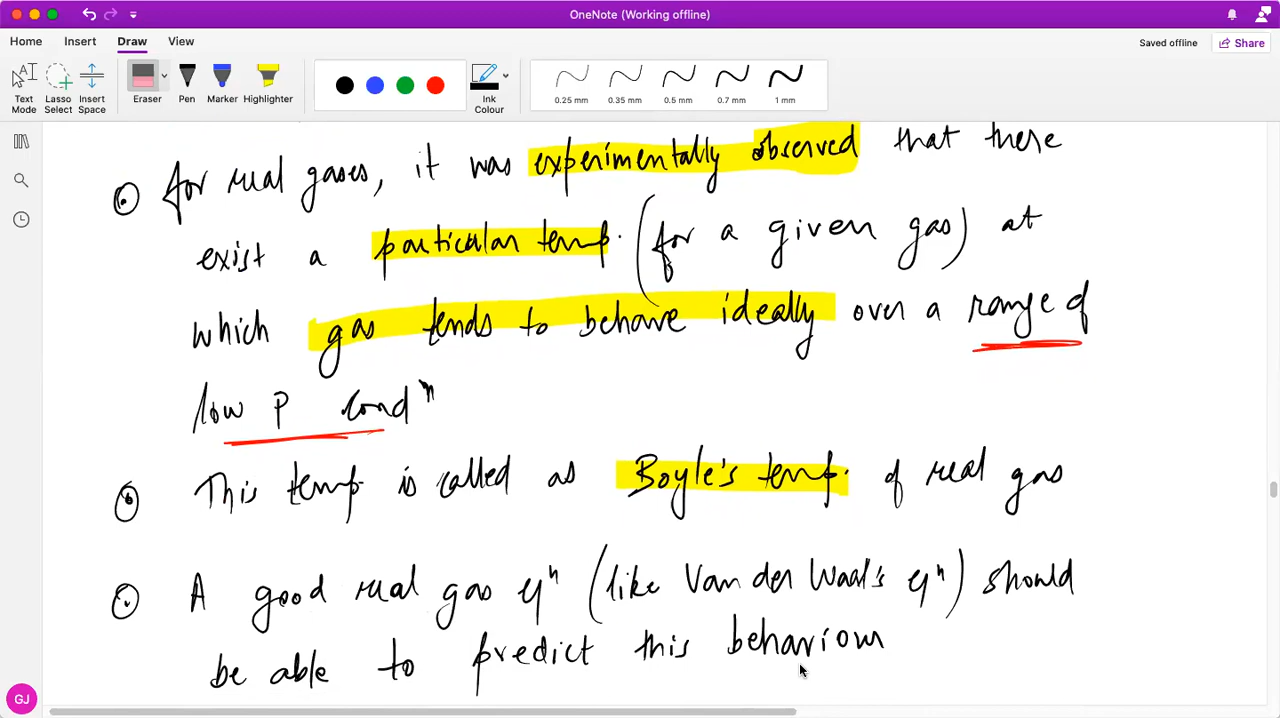 OneNote (Working offline)
Home Insert Draw View
Saved offline
Share
Text Mode
Lasso Select
Insert Space
Eraser
Pen
Marker
Highlighter
Ink Colour
0.25 mm
0.35 mm
0.5 mm
0.7 mm
1 mm
for real gases, it was experimentally observed that there
exist a particular temp. (for a given gas) at
which gas tends to behave ideally over a range of
low P condⁿ
This temp. is called as Boyle's temp. of real gas
A good real gas eqⁿ (like Van der Waal's eqⁿ) should
be able to predict this behaviour
GJ